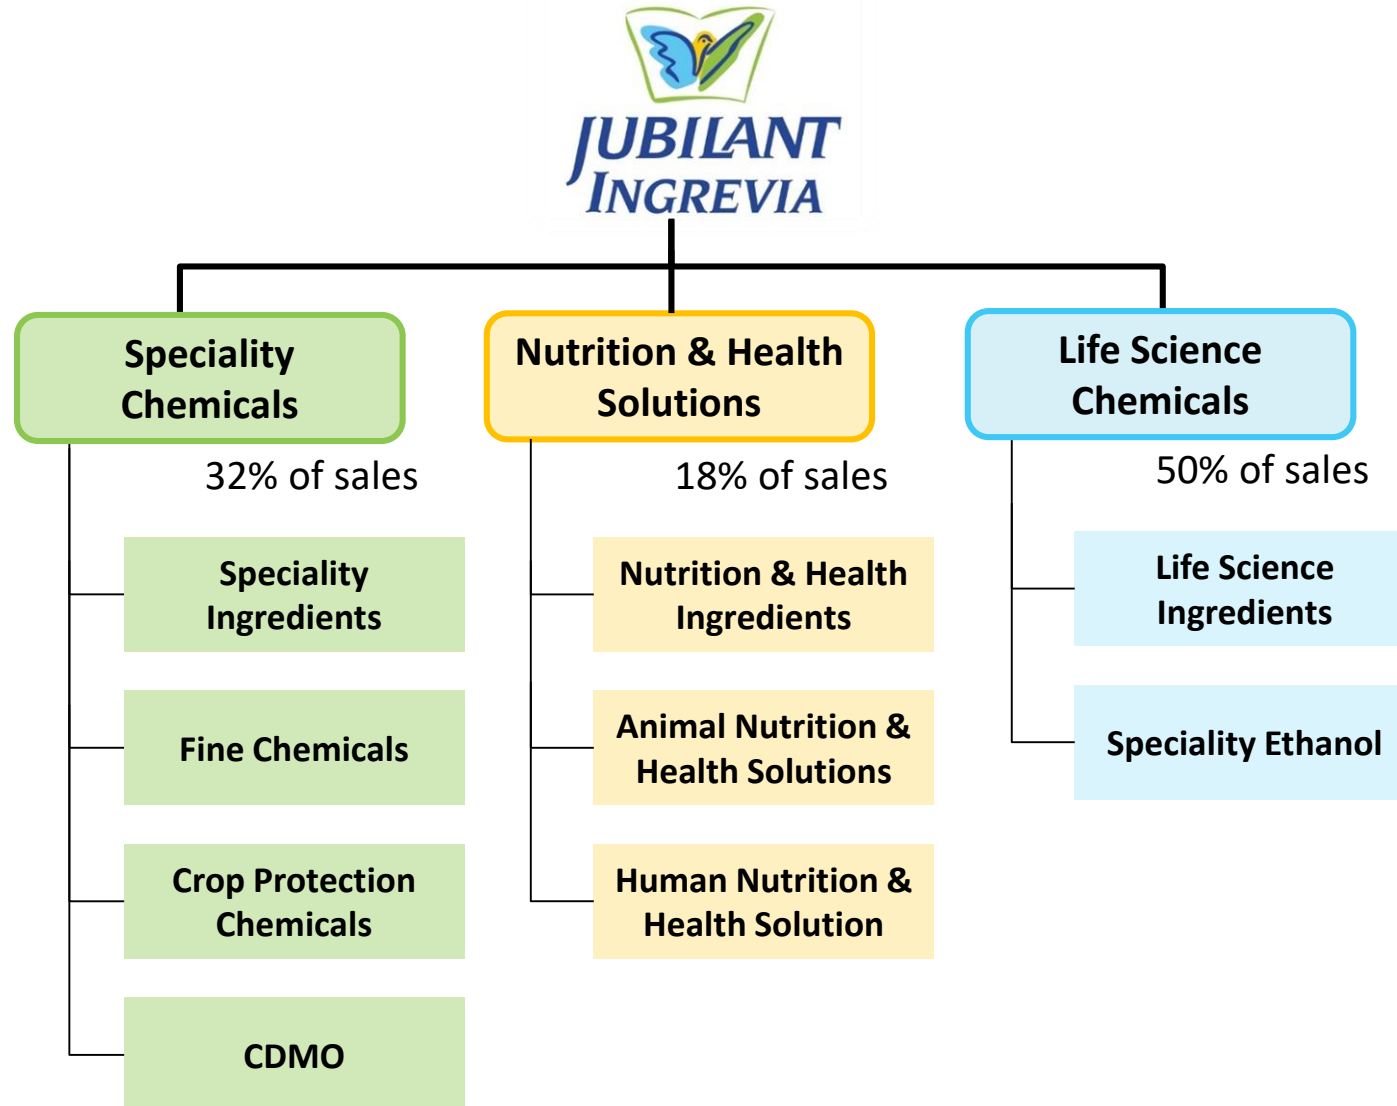 JUBILANT
INGREVIA
Speciality
Chemicals
32% of sales
Speciality
Ingredients
Fine Chemicals
Crop Protection
Chemicals
CDMO
Nutrition & Health
Solutions
18% of sales
Nutrition & Health
Ingredients
Animal Nutrition &
Health Solutions
Human Nutrition &
Health Solution
Life Science
Chemicals
50% of sales
Life Science
Ingredients
Speciality Ethanol